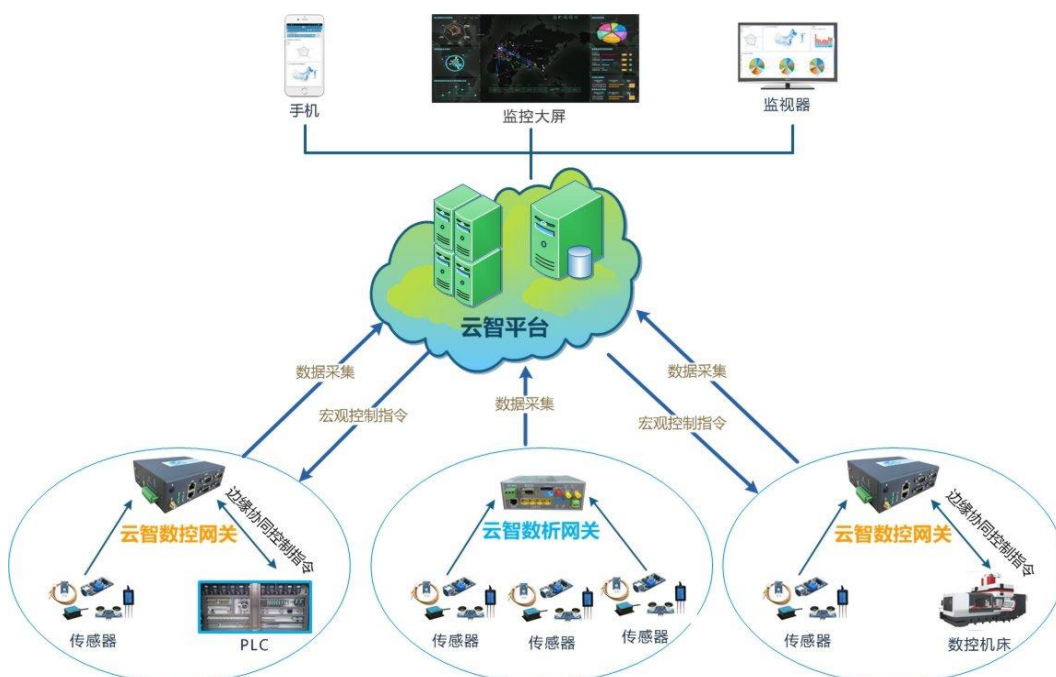 手机
监控大屏
监视器
云智平台
数据采集
宏观控制指令
数据采集
数据采集
宏观控制指令
云智数控网关
边缘协同控制指令
传感器
PLC
云智数析网关
传感器
传感器
传感器
云智数控网关
边缘协同控制指令
传感器
数控机床